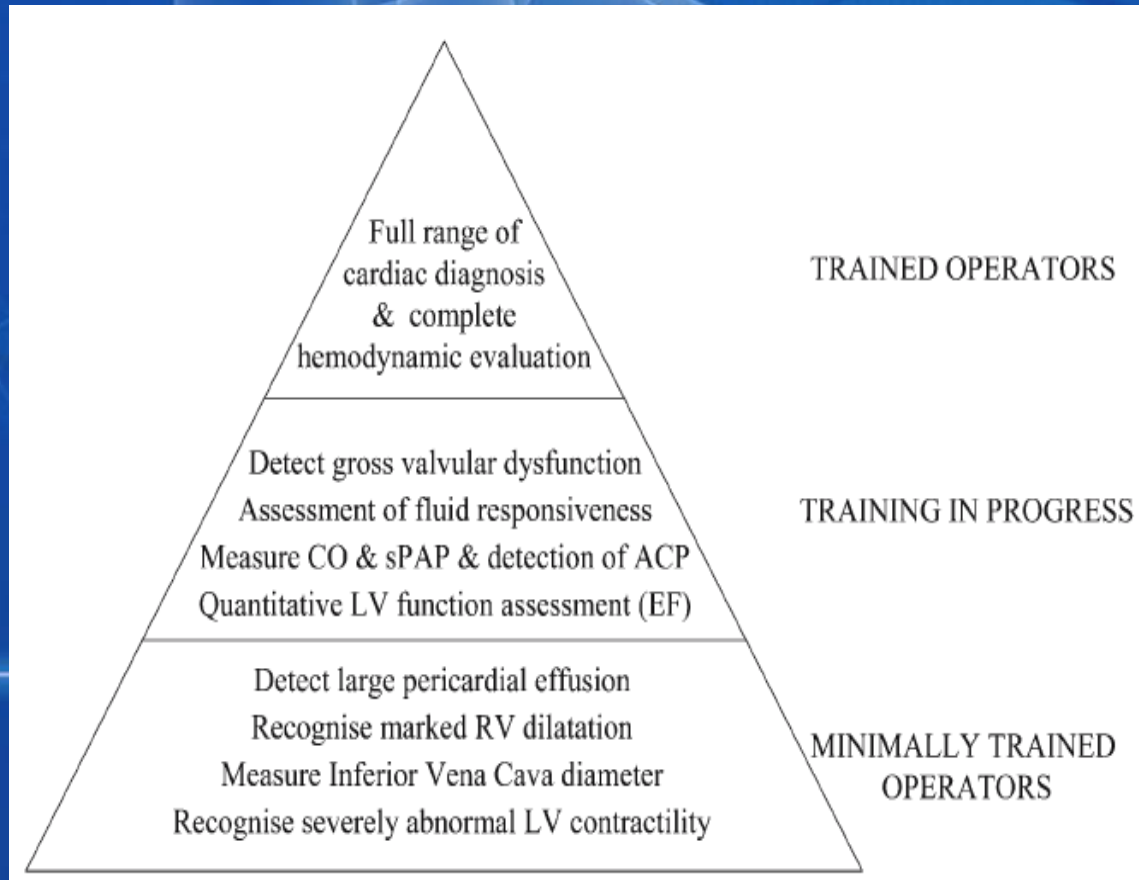 Full range of
cardiac diagnosis
& complete
hemodynamic evaluation
TRAINED OPERATORS
Detect gross valvular dysfunction
Assessment of fluid responsiveness
Measure CO & sPAP & detection of ACP
Quantitative LV function assessment (EF)
TRAINING IN PROGRESS
Detect large pericardial effusion
Recognise marked RV dilatation
Measure Inferior Vena Cava diameter
Recognise severely abnormal LV contractility
MINIMALLY TRAINED
OPERATORS